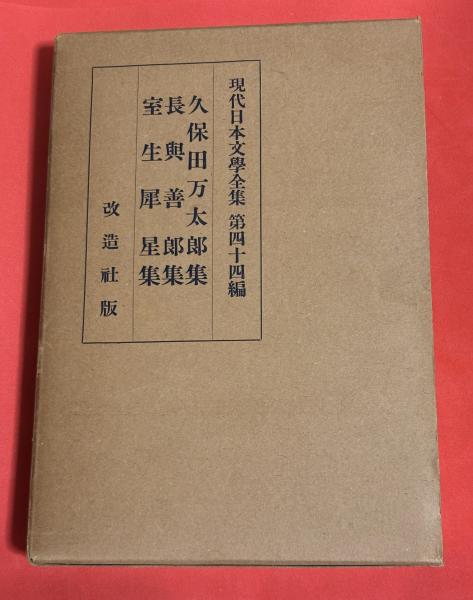 現代日本文學全集 第四十四編
久保田万太郎集
長與善郎集
室生犀星集
改造社版